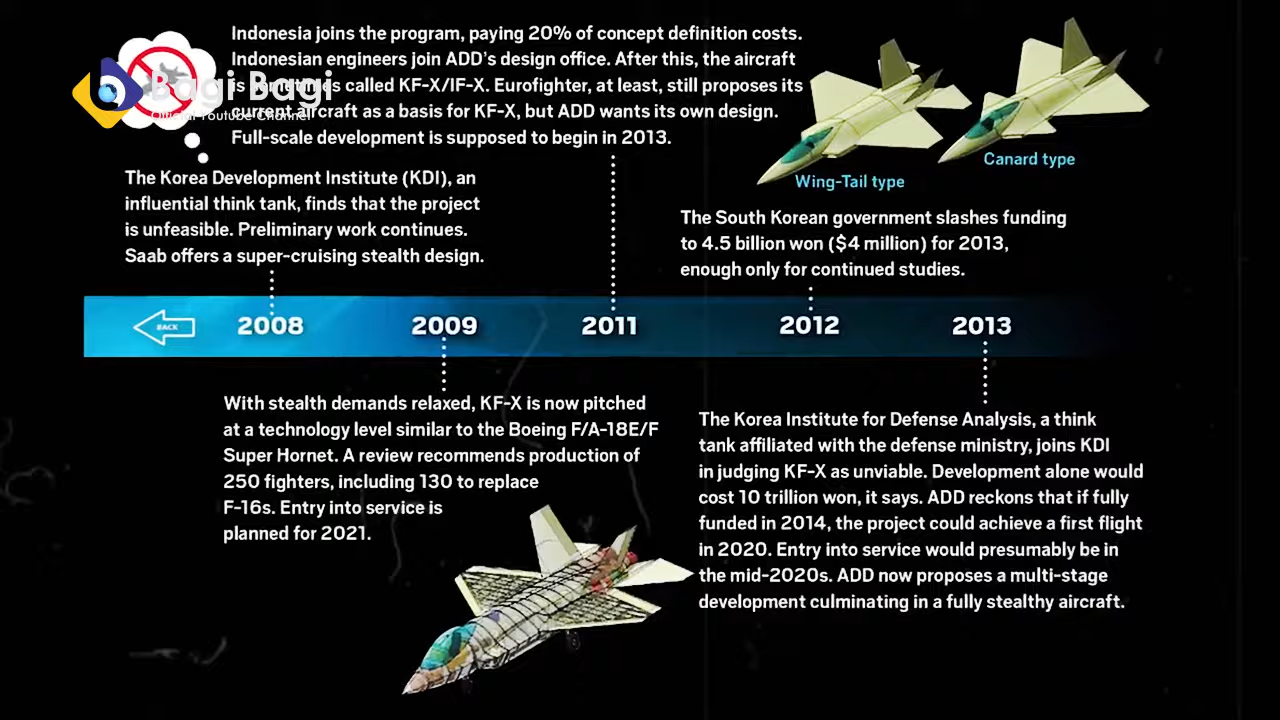 Indonesia joins the program, paying 20% of concept definition costs.
Indonesian engineers join ADD's design office. After this, the aircraft
is sometimes called KF-X/IF-X. Eurofighter, at least, still proposes its
current aircraft as a basis for KF-X, but ADD wants its own design.
Full-scale development is supposed to begin in 2013.
Bagi Bagi
Official Youtube Channel
Wing-Tail type
Canard type
The Korea Development Institute (KDI), an
influential think tank, finds that the project
is unfeasible. Preliminary work continues.
Saab offers a super-cruising stealth design.
The South Korean government slashes funding
to 4.5 billion won ($4 million) for 2013,
enough only for continued studies.
BACK
2008
2009
2011
2012
2013
With stealth demands relaxed, KF-X is now pitched
at a technology level similar to the Boeing F/A-18E/F
Super Hornet. A review recommends production of
250 fighters, including 130 to replace
F-16s. Entry into service is
planned for 2021.
The Korea Institute for Defense Analysis, a think
tank affiliated with the defense ministry, joins KDI
in judging KF-X as unviable. Development alone would
cost 10 trillion won, it says. ADD reckons that if fully
funded in 2014, the project could achieve a first flight
in 2020. Entry into service would presumably be in
the mid-2020s. ADD now proposes a multi-stage
development culminating in a fully stealthy aircraft.